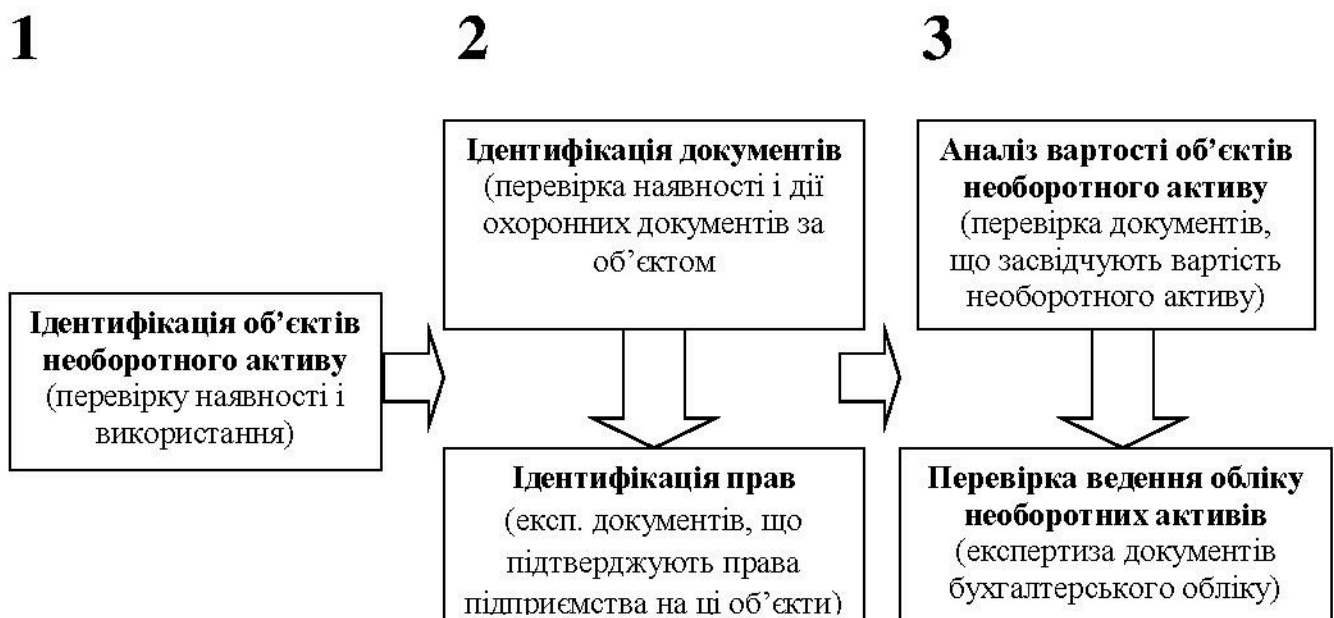 1
2
3
Ідентифікація об’єктів
необоротного активу
(перевірку наявності і
використання)
Ідентифікація документів
(перевірка наявності і дії
охоронних документів за
об’єктом
Ідентифікація прав
(експ. документів, що
підтверджують права
підприємства на ці об’єкти)
Аналіз вартості об’єктів
необоротного активу
(перевірка документів,
що засвідчують вартість
необоротного активу)
Перевірка ведення обліку
необоротних активів
(експертиза документів
бухгалтерського обліку)